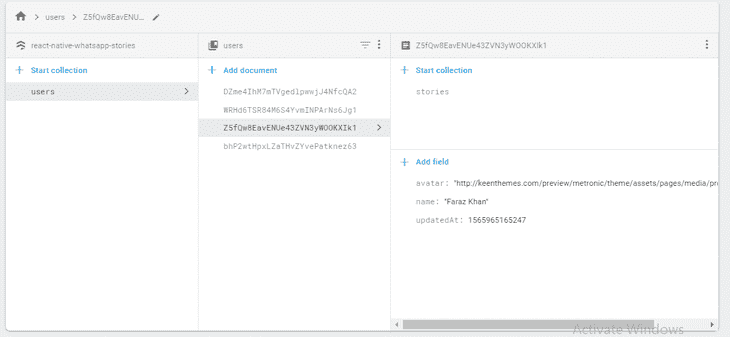 users Z5fQw8EavENU...
react-native-whatsapp-stories
Start collection
users
users
Add document
DZme4IhM7mTVgedlpwwjJ4NfcQA2
WRHd6TSR84M6S4YvmINPArNs6Jg1
Z5fQw8EavENUe43ZVN3yWOOKXIk1
bhP2wtHpxLZaTHvZYvePatknez63
Z5fQw8EavENUe43ZVN3yWOOKXIk1
Start collection
stories
Add field
avatar: "http://keenthemes.com/preview/metronic/theme/assets/pages/media/pr
name: "Faraz Khan"
updatedAt: 1565965165247
Activate Windows